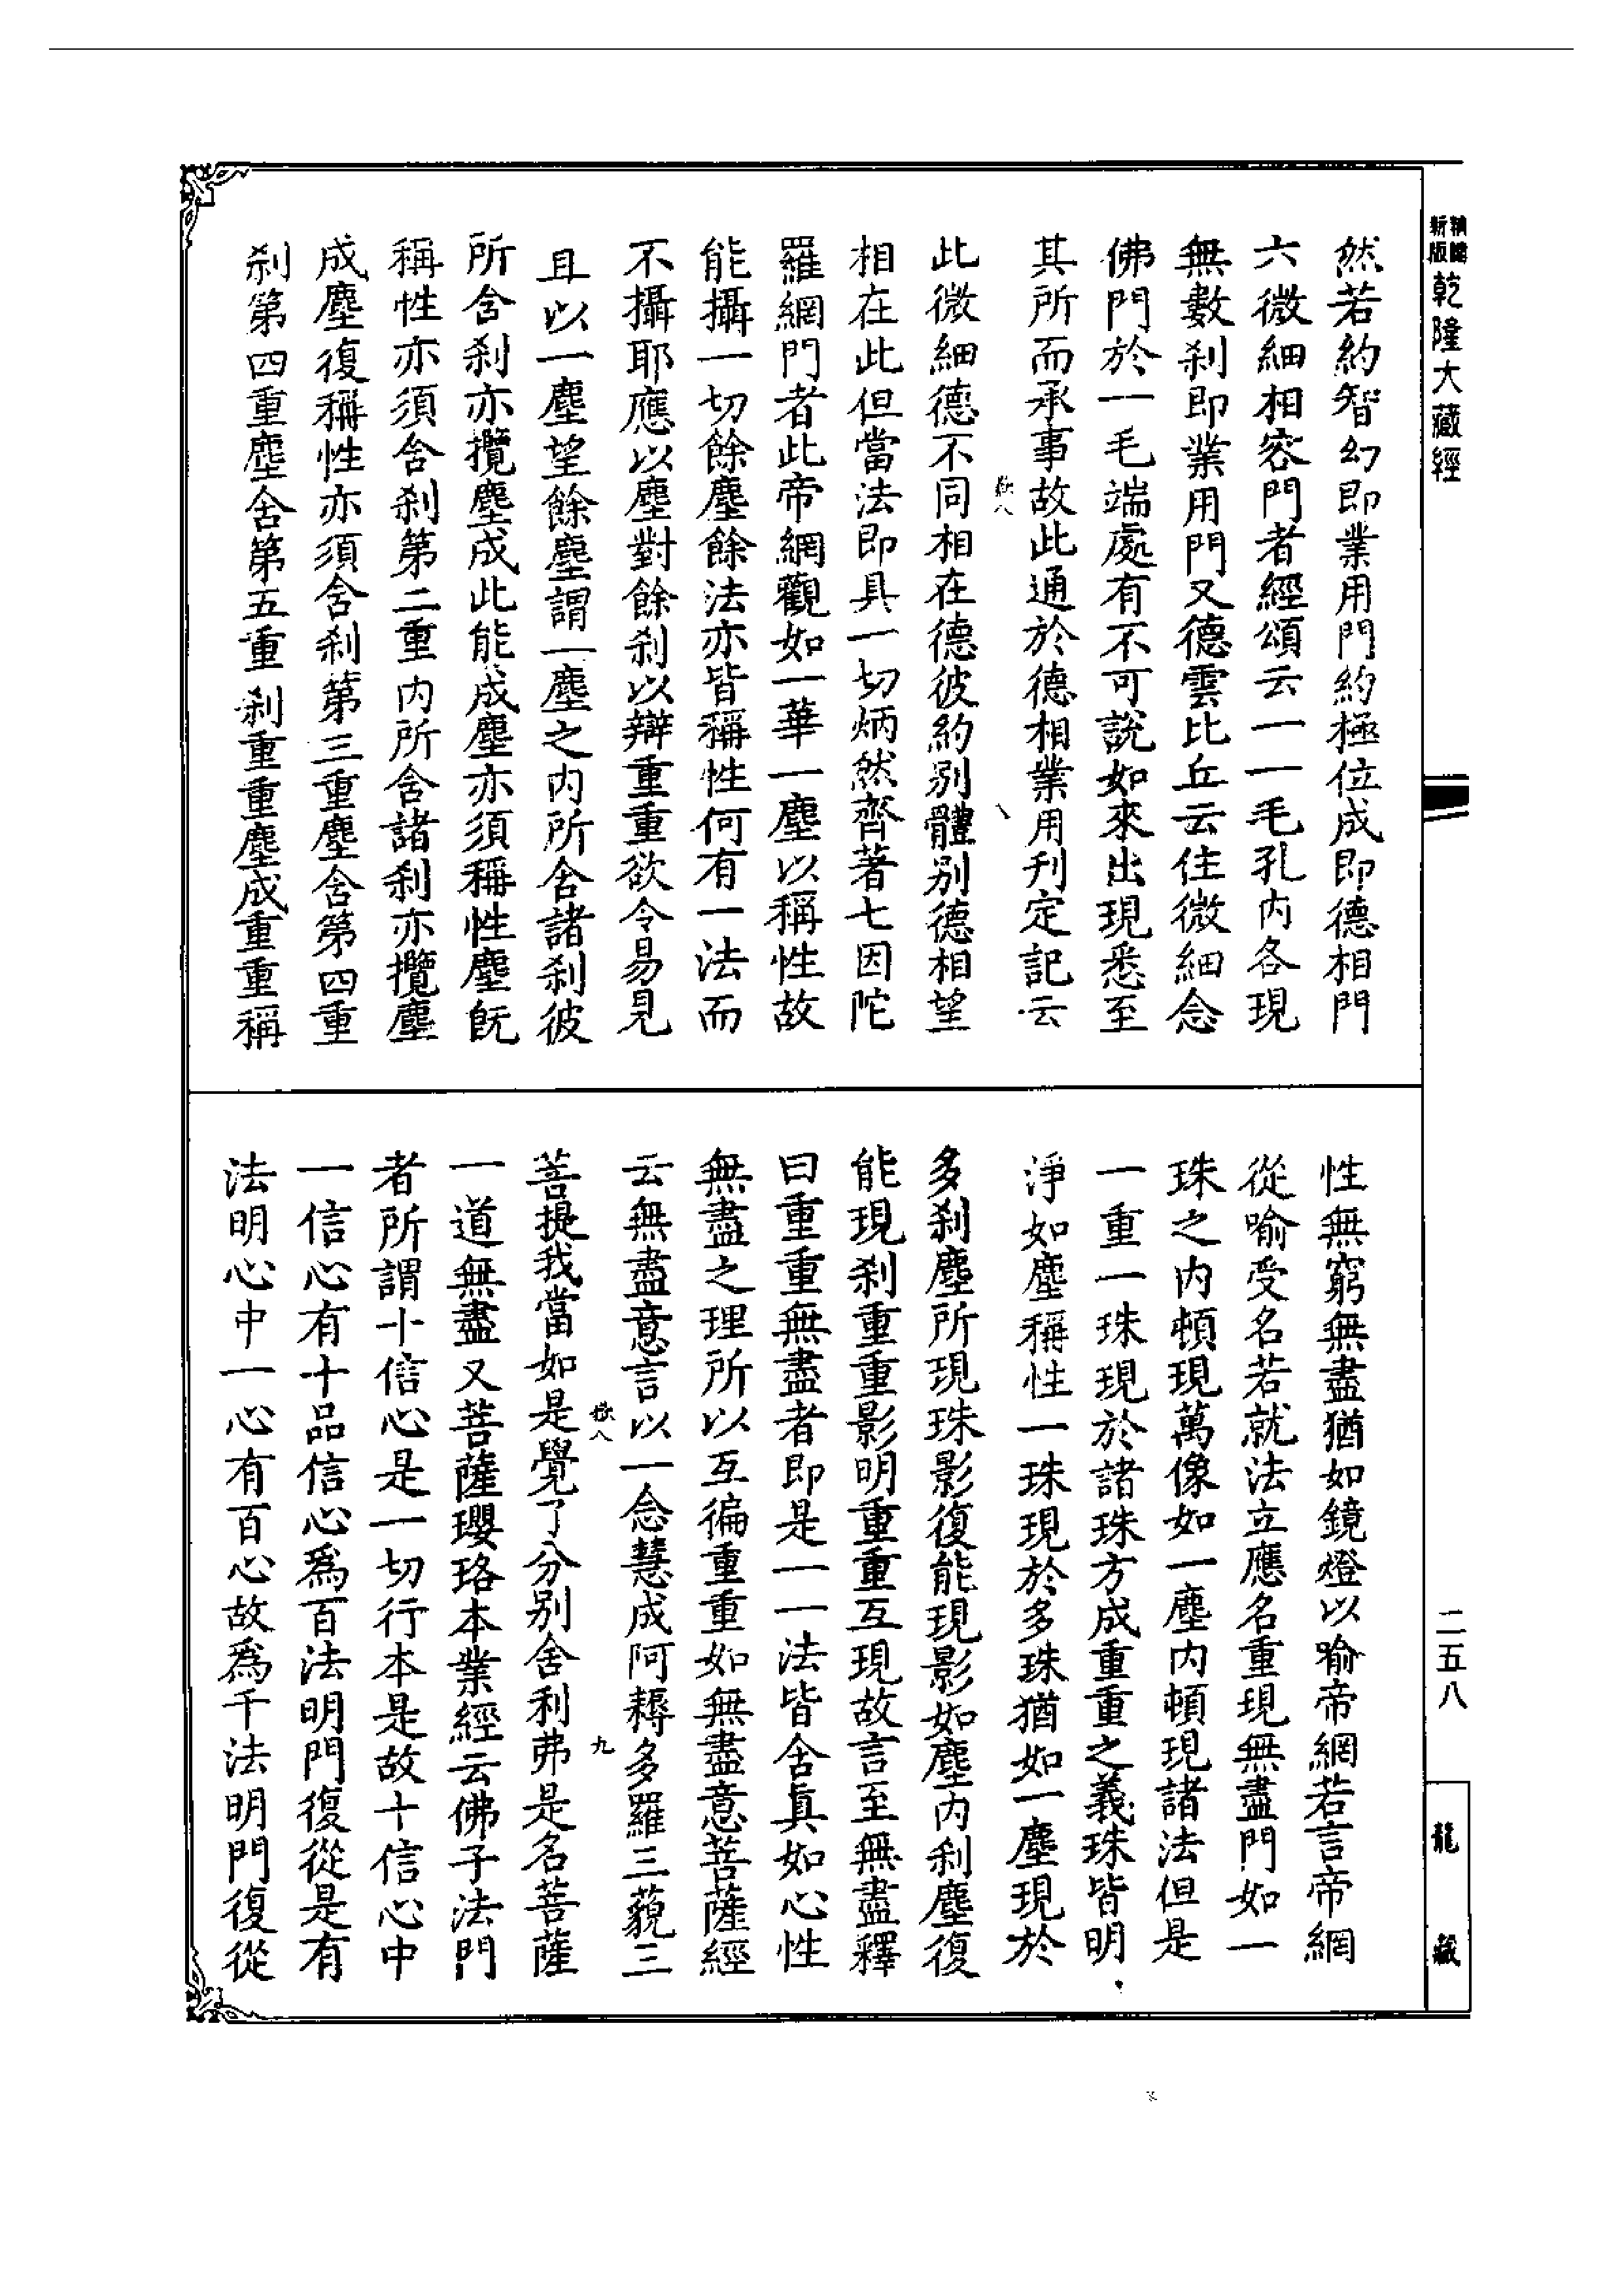 新版
精縮
乾隆大藏經
二五八
龍藏
然若約智幻即業用門約極位成即德相門
六微細相容門者經頌云一一毛孔内各現
無數刹即業用門又德雲比丘云住微細念
佛門於一毛端處有不可說如來出現悉至
其所而承事故此通於德相業用刋定記云
此微細德不同相在德彼約別體別德相望
相在此但當法即具一切炳然齊著七因陀
羅網門者此帝網觀如一華一塵以稱性故
能攝一切餘塵餘法亦皆稱性何有一法而
不攝耶應以塵對餘刹以辯重重欲令易見
且以一塵望餘塵謂一塵之内所含諸刹彼
所含刹亦攬塵成此能成塵亦須稱性塵旣
稱性亦須含刹第二重内所含諸刹亦攬塵
成塵復稱性亦須含刹第三重塵含第四重
刹第四重塵含第五重刹重重塵成重重稱
性無窮無盡猶如鏡燈以喻帝網若言帝網
從喻受名若就法立應名重現無盡門如一
珠之内頓現萬像如一塵内頓現諸法但是
一重一珠現於諸珠方成重重之義珠皆明
淨如塵稱性一珠現於多珠猶如一塵現於
多刹塵所現珠影復能現影如塵内刹塵復
能現刹重重影明重重互現故言至無盡釋
曰重重無盡者即是一一法皆含眞如心性
無盡之理所以互徧重重如無盡意菩薩經
云無盡意言以一念慧成阿耨多羅三藐三
菩提我當如是覺了分別舍利弗是名菩薩
一道無盡又菩薩瓔珞本業經云佛子法門
者所謂十信心是一切行本是故十信心中
一信心有十品信心爲百法明門復從是有
法明心中一心有百心故爲千法明門復從